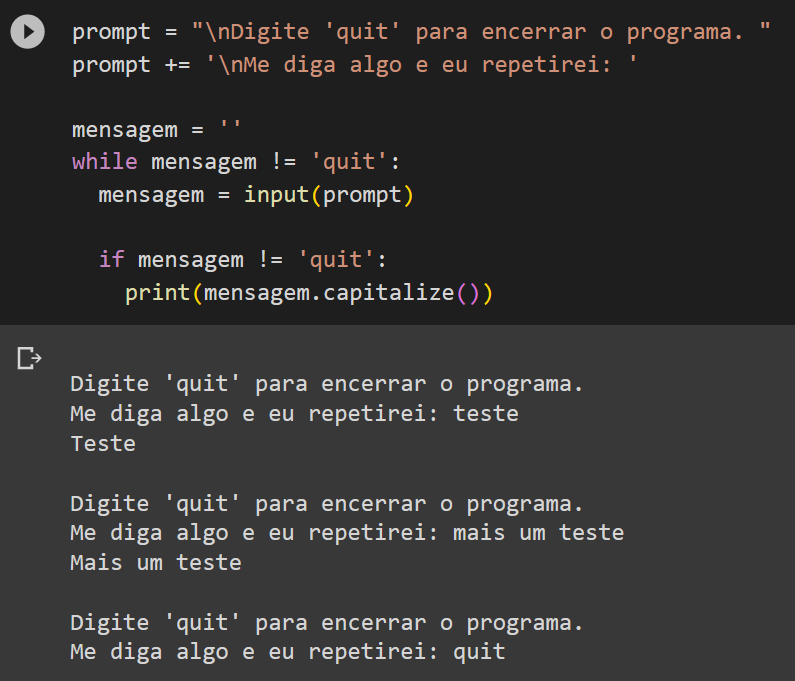 prompt = "\nDigite 'quit' para encerrar o programa. "
prompt += '\nMe diga algo e eu repetirei: '
mensagem = ''
while mensagem != 'quit':
  mensagem = input(prompt)
  if mensagem != 'quit':
    print(mensagem.capitalize())
Digite 'quit' para encerrar o programa.
Me diga algo e eu repetirei: teste
Teste
Digite 'quit' para encerrar o programa.
Me diga algo e eu repetirei: mais um teste
Mais um teste
Digite 'quit' para encerrar o programa.
Me diga algo e eu repetirei: quit